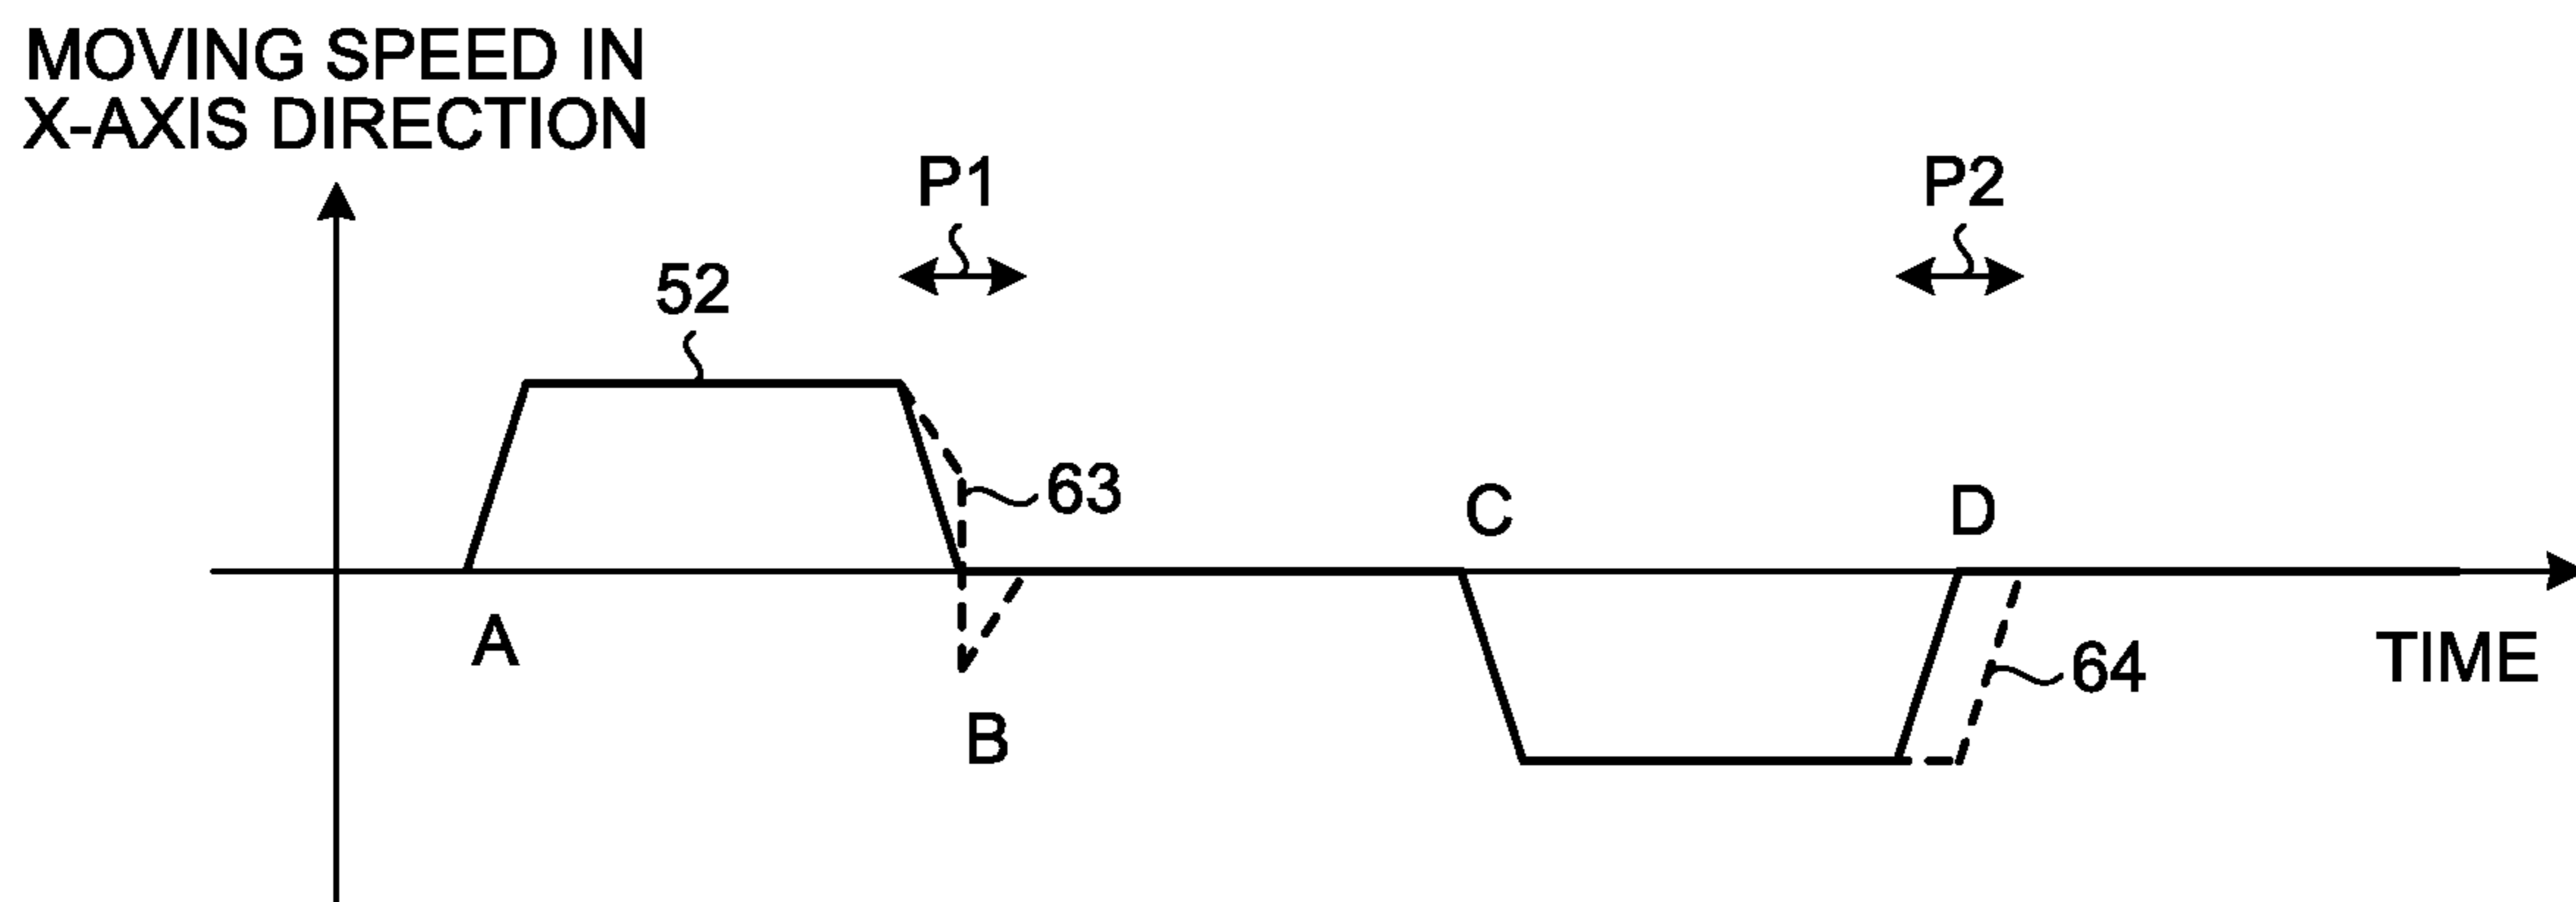 MOVING SPEED IN
X-AXIS DIRECTION
P1
P2
52
63
C
D
A
64
TIME
B